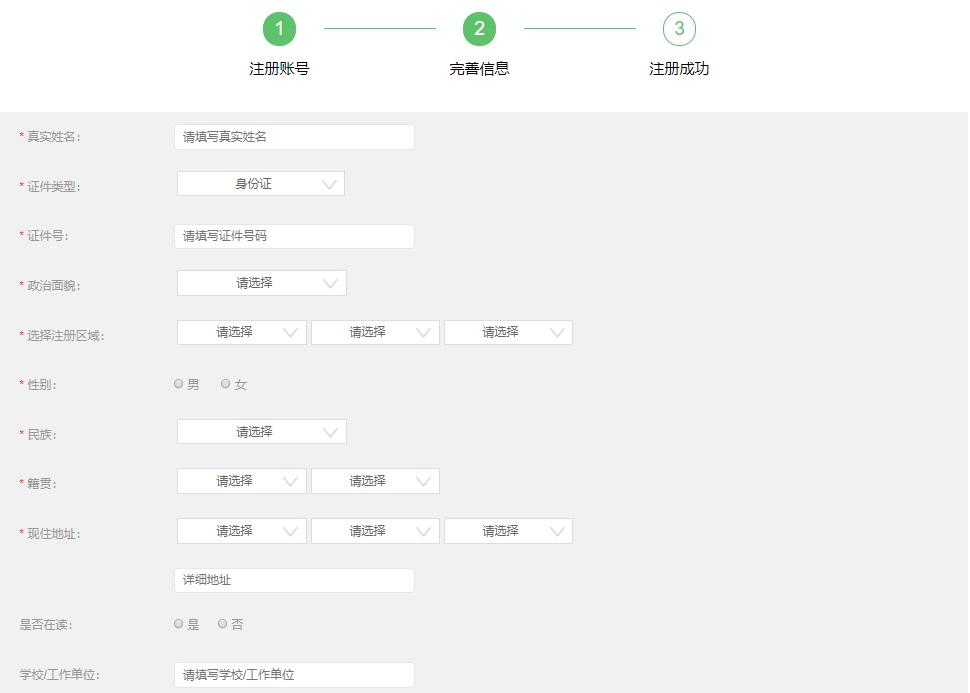 1 2 3
注册账号 完善信息 注册成功
* 真实姓名: 请填写真实姓名
* 证件类型: 身份证
* 证件号: 请填写证件号码
* 政治面貌: 请选择
* 选择注册区域: 请选择 请选择 请选择
* 性别: 男 女
* 民族: 请选择
* 籍贯: 请选择 请选择
* 现住地址: 请选择 请选择 请选择
详细地址
是否在读: 是 否
学校/工作单位: 请填写学校/工作单位